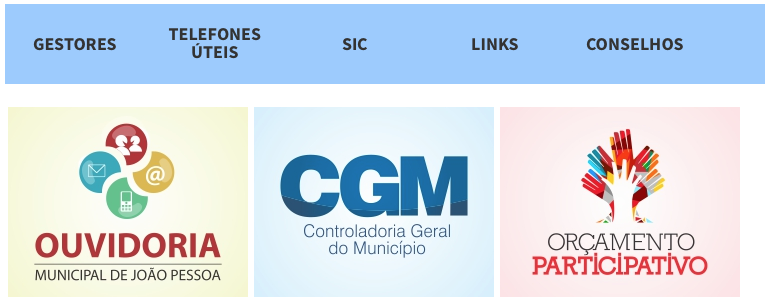 GESTORES
TELEFONES
ÚTEIS
SIC
LINKS
CONSELHOS
@
OUVIDORIA
MUNICIPAL DE JOÃO PESSOA
CGM
Controladoria Geral
do Município
ORÇAMENTO
PARTICIPATIVO